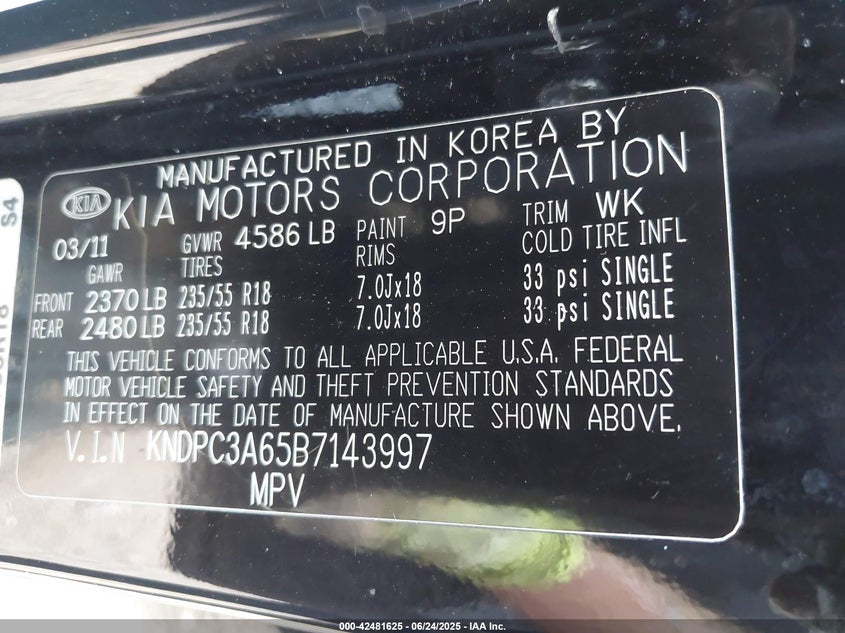 MANUFACTURED IN KOREA BY
KIA KIA MOTORS CORPORATION
03/11 GVWR 4586 LB PAINT 9P TRIM WK
GAWR TIRES RIMS COLD TIRE INFL
FRONT 2370 LB 235/55 R18 7.0Jx18 33 psi SINGLE
REAR 2480 LB 235/55 R18 7.0Jx18 33 psi SINGLE
THIS VEHICLE CONFORMS TO ALL APPLICABLE U.S.A. FEDERAL
MOTOR VEHICLE SAFETY AND THEFT PREVENTION STANDARDS
IN EFFECT ON THE DATE OF MANUFACTURE SHOWN ABOVE.
V.I.N KNDPC3A65B7143997
MPV
S4
000-42481625 - 06/24/2025 - IAA Inc.